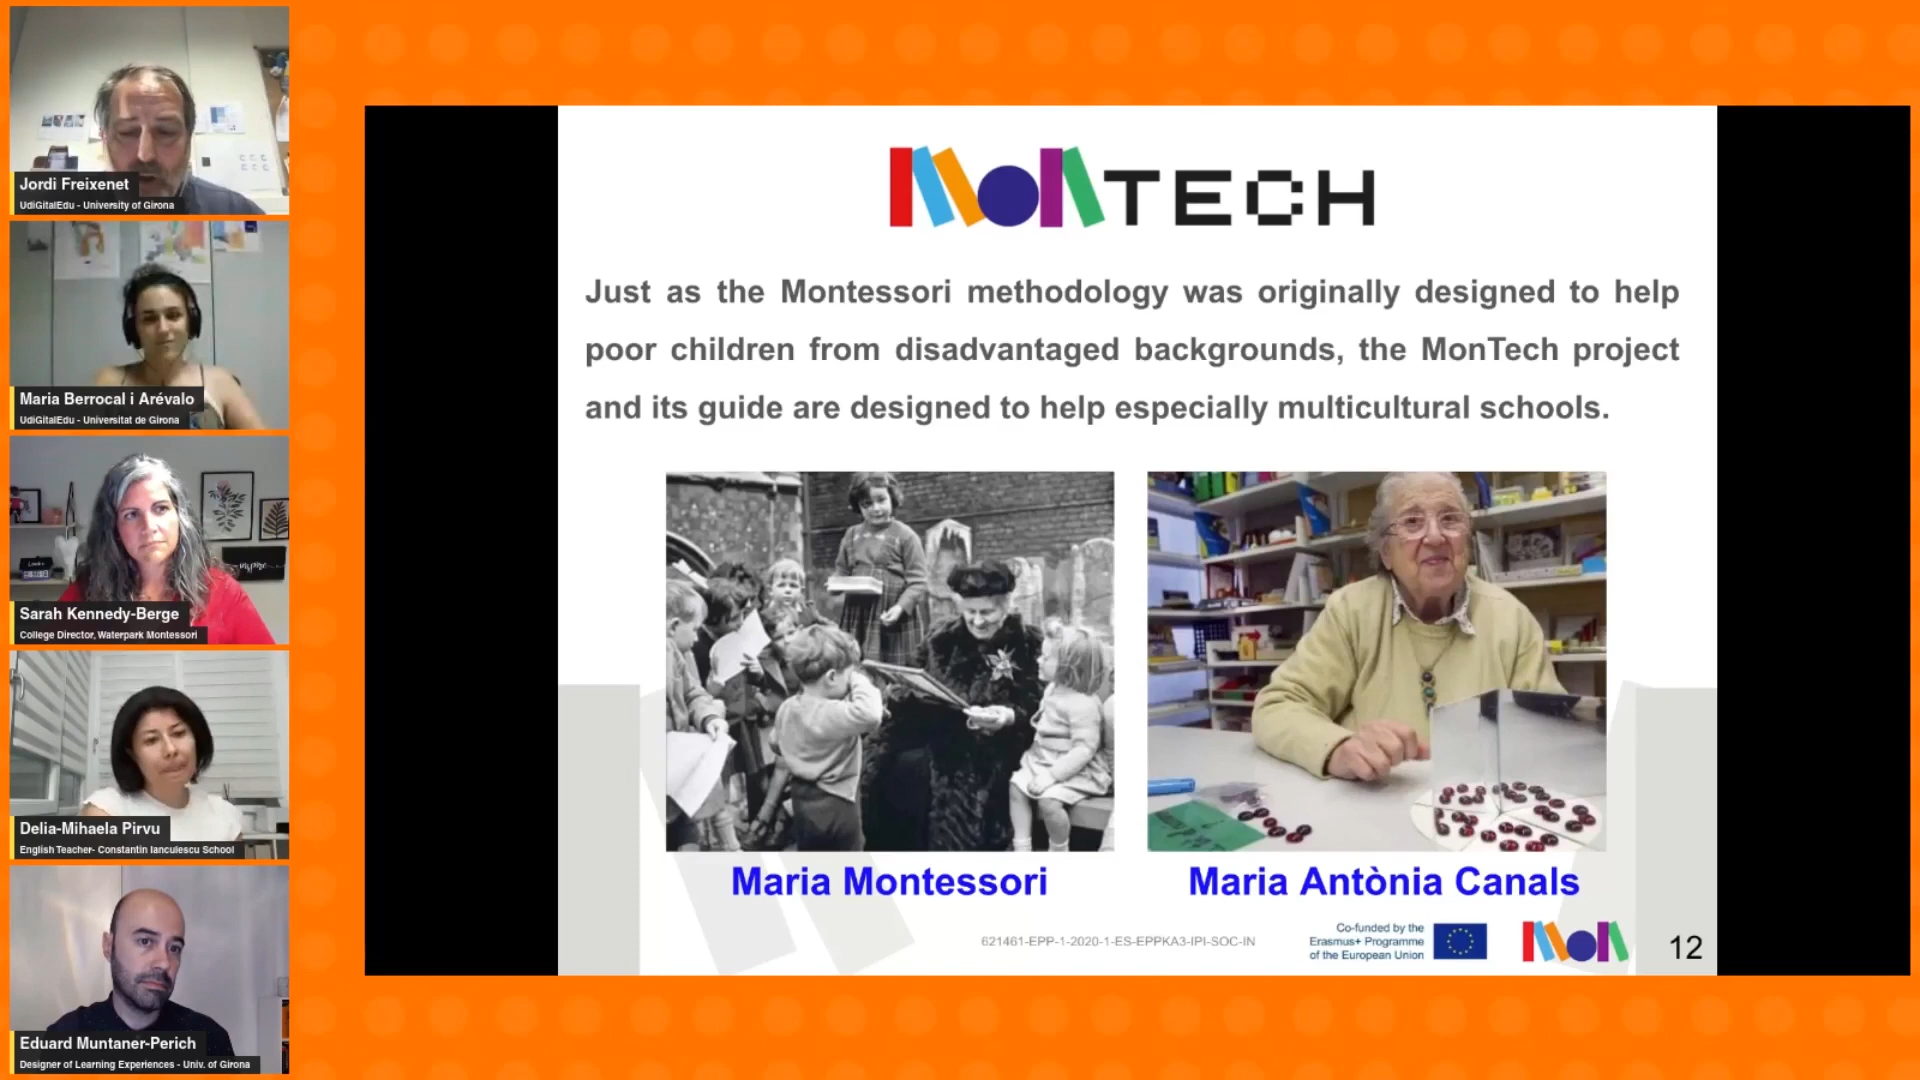 Jordi Freixenet
UdiGitalEdu - University of Girona
Maria Berrocal i Arévalo
UdiGitalEdu - Universitat de Girona
Sarah Kennedy-Berge
College Director, Waterpark Montessori
Delia-Mihaela Pirvu
English Teacher- Constantin Ianculescu School
Eduard Muntaner-Perich
Designer of Learning Experiences - Univ. of Girona
MONTECH
Just as the Montessori methodology was originally designed to help
poor children from disadvantaged backgrounds, the MonTech project
and its guide are designed to help especially multicultural schools.
Maria Montessori
Maria Antònia Canals
621461-EPP-1-2020-1-ES-EPPKA3-IPI-SOC-IN
Co-funded by the
Erasmus+ Programme
of the European Union
MON
12